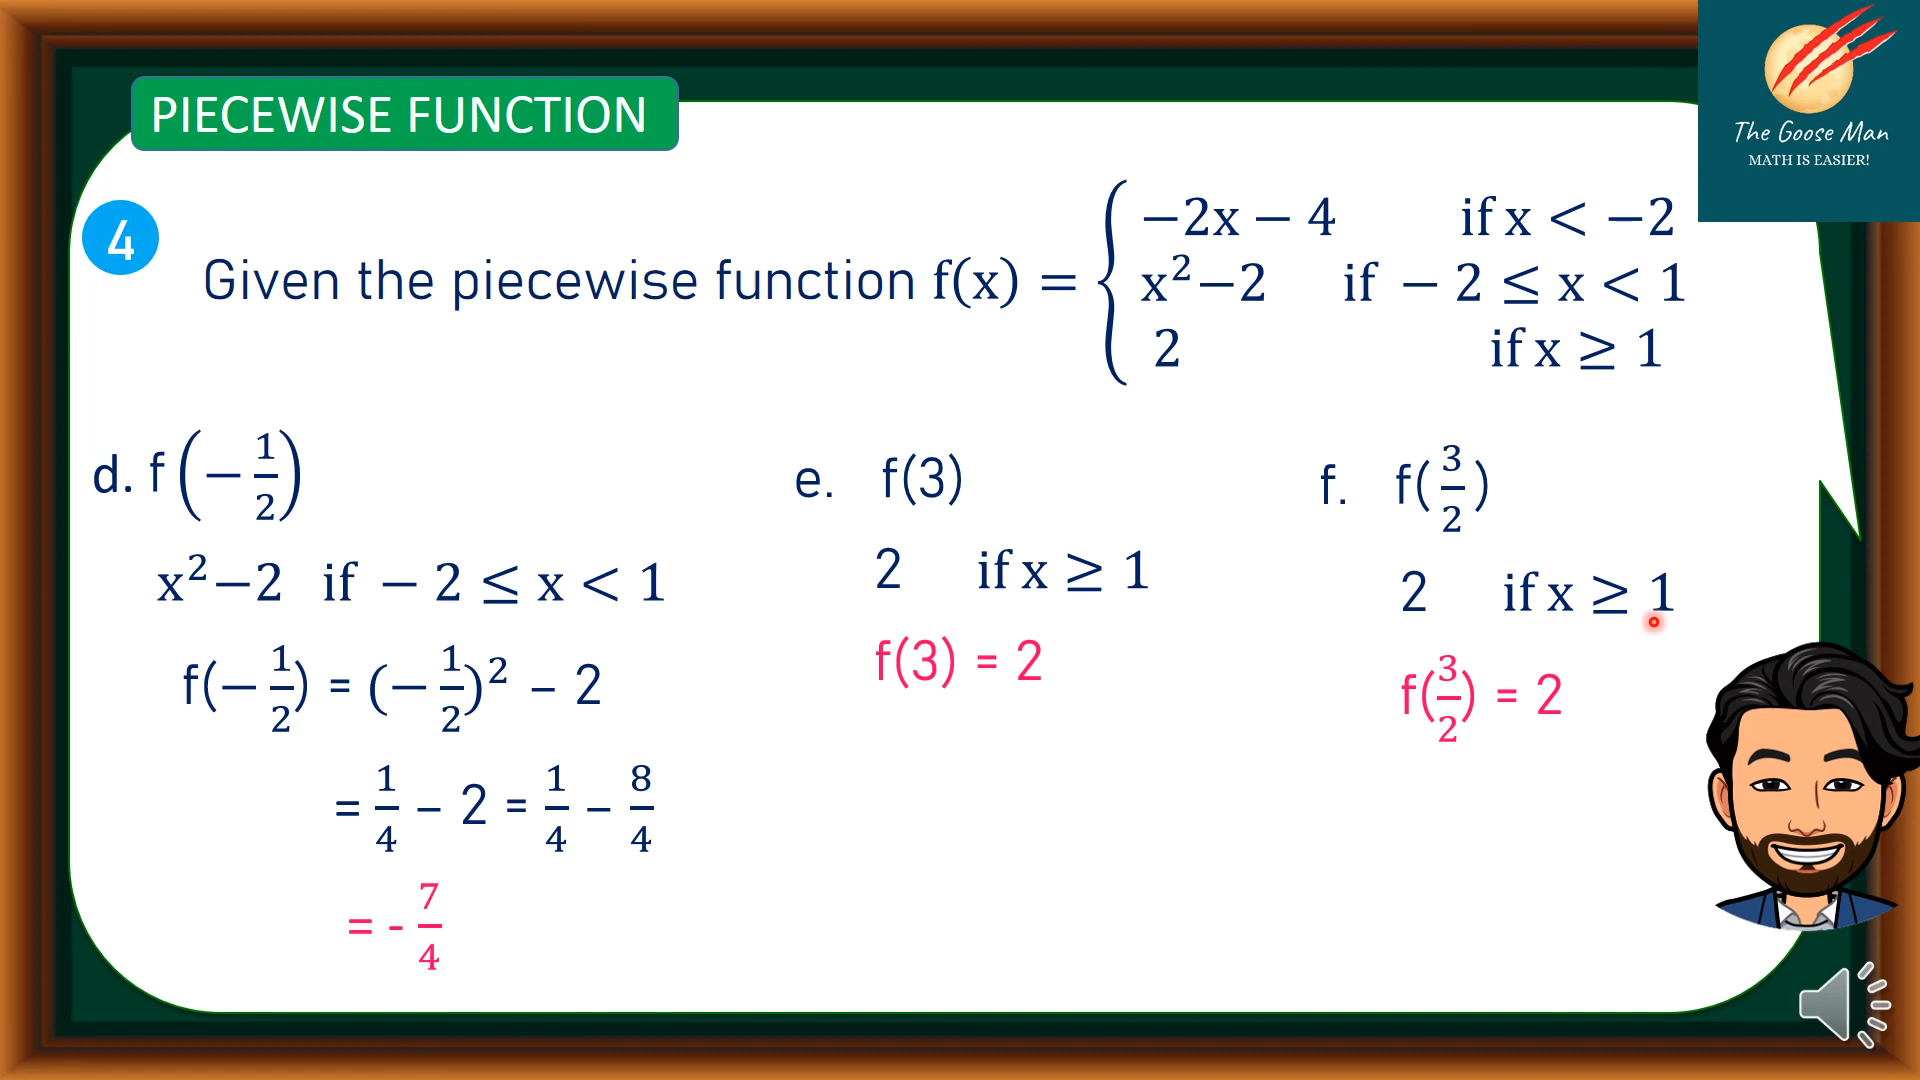 PIECEWISE FUNCTION
The Goose Man
MATH IS EASIER!
4
Given the piecewise function f(x) = { −2x − 4 if x < −2
x² −2 if − 2 ≤ x < 1
2 if x ≥ 1
d. f (− 1/2)
x² −2 if − 2 ≤ x < 1
f(− 1/2) = (− 1/2)² – 2
= 1/4 – 2 = 1/4 – 8/4
= - 7/4
e. f(3)
2 if x ≥ 1
f(3) = 2
f. f(3/2)
2 if x ≥ 1
f(3/2) = 2